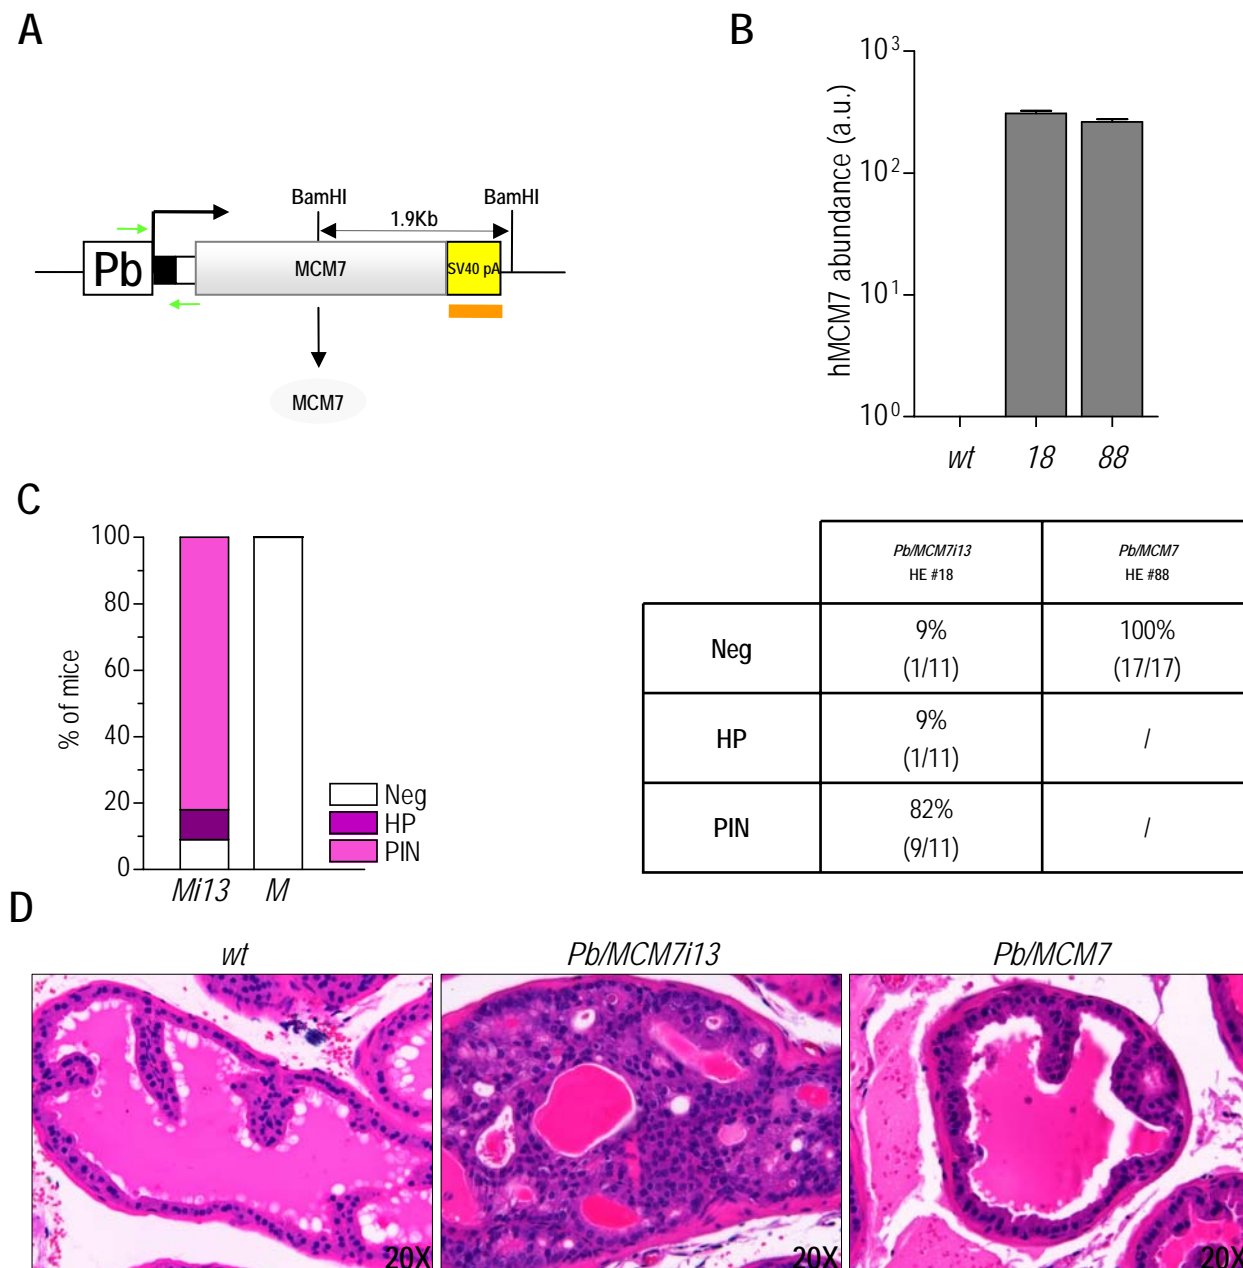 A
BamHI
BamHI
1.9Kb
Pb
MCM7
SV40 pA
MCM7
B
hMCM7 abundance (a.u.)
10³
10²
10¹
10⁰
wt 18 88
C
% of mice
100
80
60
40
20
0
Mi13 M
Neg
HP
PIN
Pb/MCM7i13
HE #18
Pb/MCM7
HE #88
Neg
9%
(1/11)
100%
(17/17)
HP
9%
(1/11)
/
PIN
82%
(9/11)
/
D
wt
Pb/MCM7i13
Pb/MCM7
20X
20X
20X